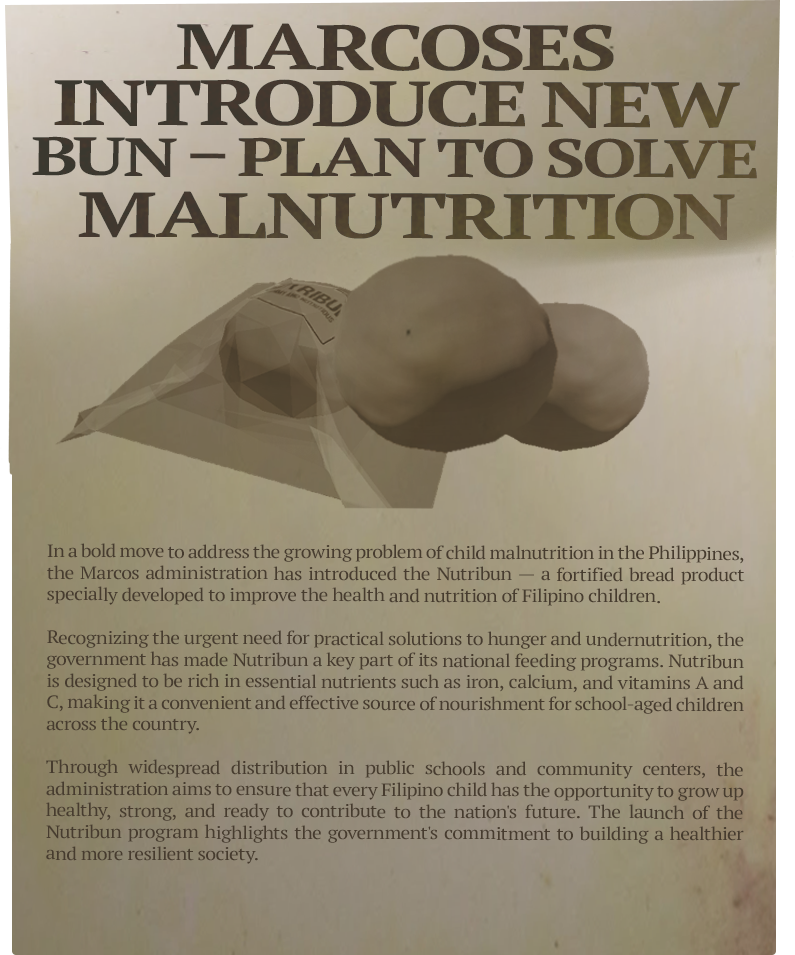 MARCOSES
INTRODUCE NEW
BUN – PLAN TO SOLVE
MALNUTRITION
In a bold move to address the growing problem of child malnutrition in the Philippines,
the Marcos administration has introduced the Nutribun — a fortified bread product
specially developed to improve the health and nutrition of Filipino children.
Recognizing the urgent need for practical solutions to hunger and undernutrition, the
government has made Nutribun a key part of its national feeding programs. Nutribun
is designed to be rich in essential nutrients such as iron, calcium, and vitamins A and
C, making it a convenient and effective source of nourishment for school-aged children
across the country.
Through widespread distribution in public schools and community centers, the
administration aims to ensure that every Filipino child has the opportunity to grow up
healthy, strong, and ready to contribute to the nation's future. The launch of the
Nutribun program highlights the government's commitment to building a healthier
and more resilient society.